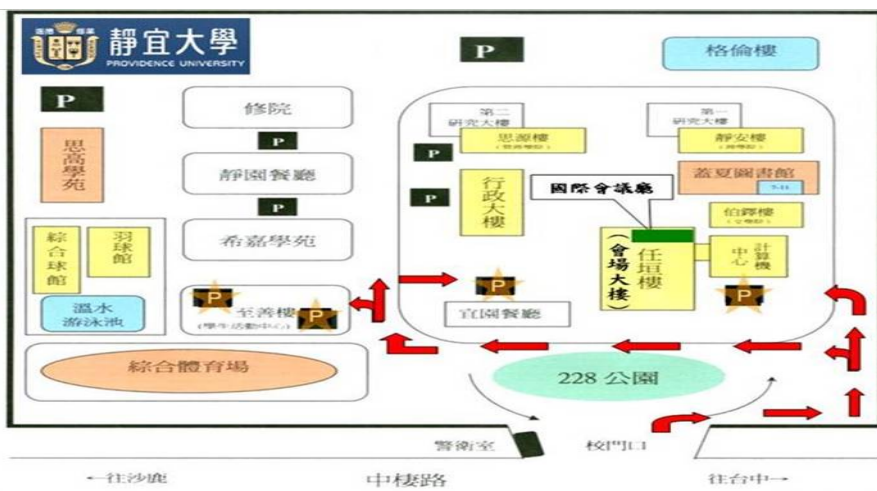 靜宜大學
PROVIDENCE UNIVERSITY
P
格倫樓
P
修院
第二
研究大樓
第一
研究大樓
思源樓
靜安樓
P
P
思高學苑
靜園餐廳
行政大樓
國際會議廳
蓋夏圖書館
7-11
P
P
伯鐸樓
希嘉學苑
綜合球館
羽球館
任垣樓
(會場大樓)
計算機
中心
P
P
P
P
至善樓
(學生活動中心)
宜園餐廳
溫水
游泳池
綜合體育場
228 公園
警衛室
校門口
←往沙鹿
中棲路
往台中→